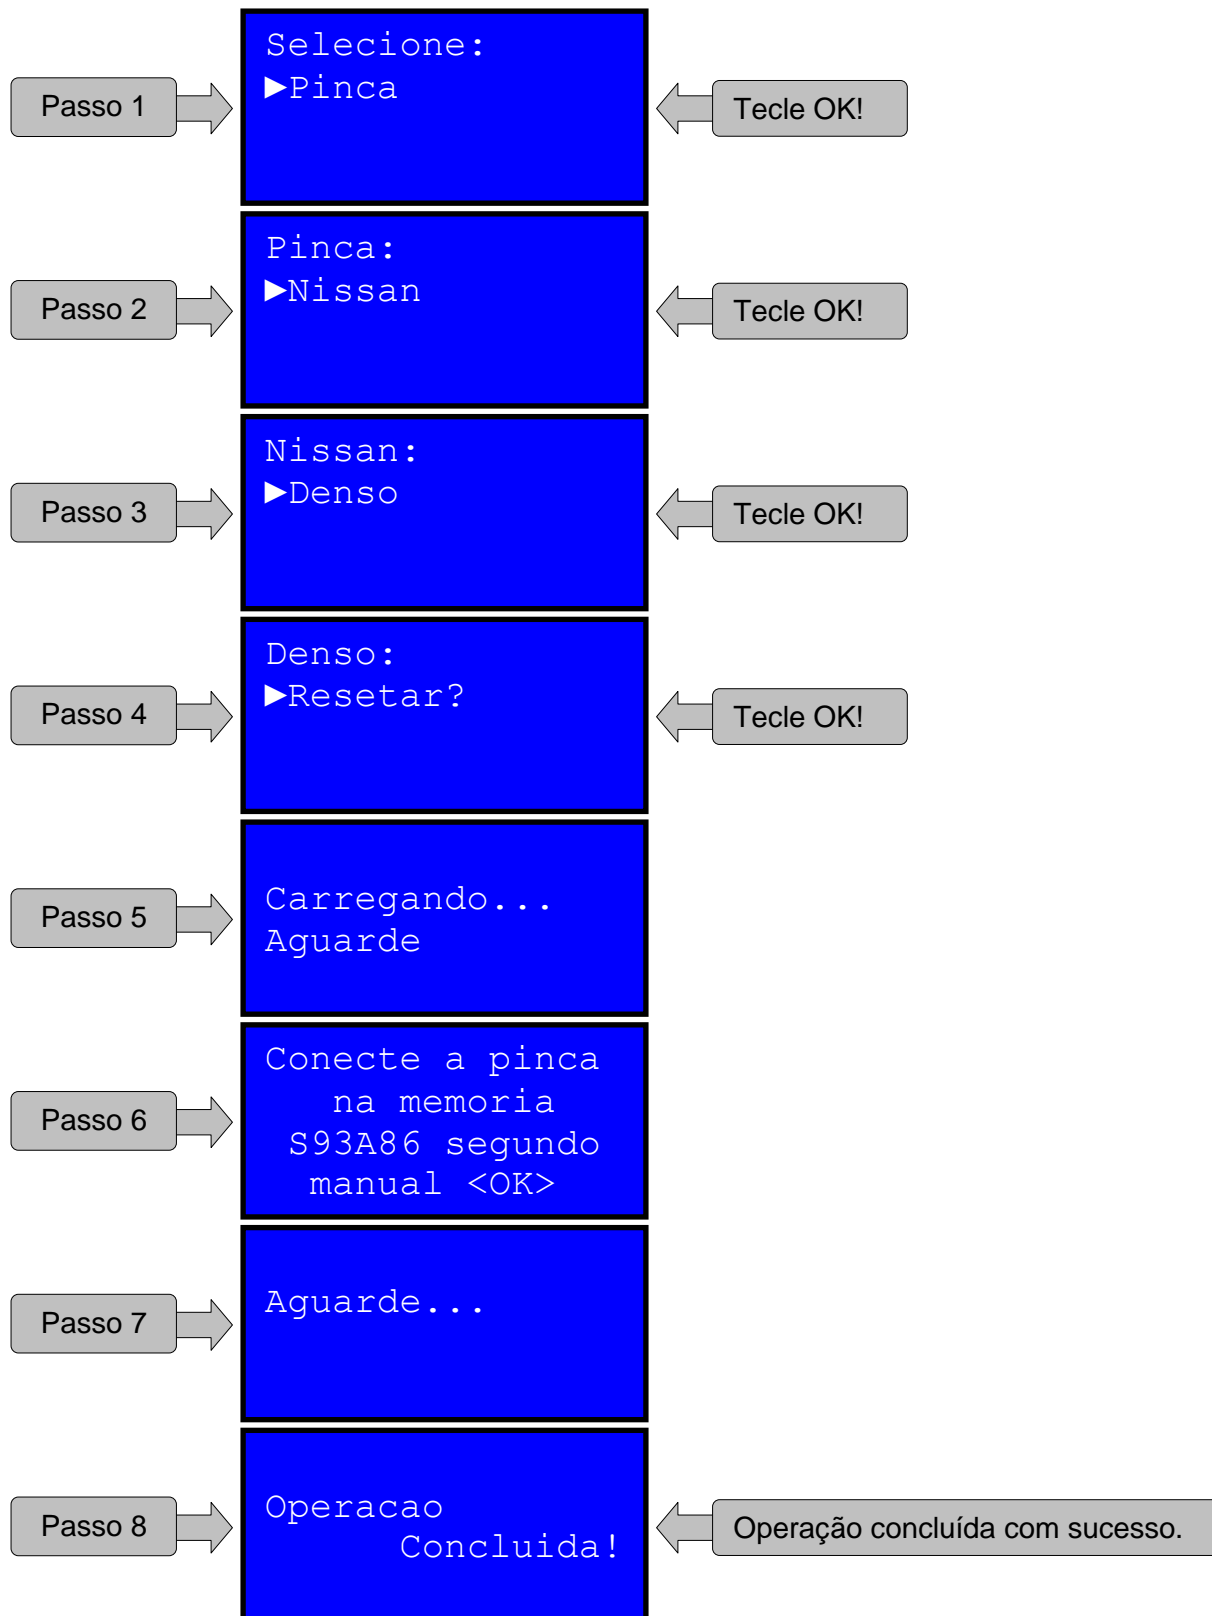 Passo 1
Selecione:
►Pinca
Tecle OK!
Passo 2
Pinca:
►Nissan
Tecle OK!
Passo 3
Nissan:
►Denso
Tecle OK!
Passo 4
Denso:
►Resetar?
Tecle OK!
Passo 5
Carregando...
Aguarde
Passo 6
Conecte a pinca
na memoria
S93A86 segundo
manual <OK>
Passo 7
Aguarde...
Passo 8
Operacao
Concluida!
Operação concluída com sucesso.